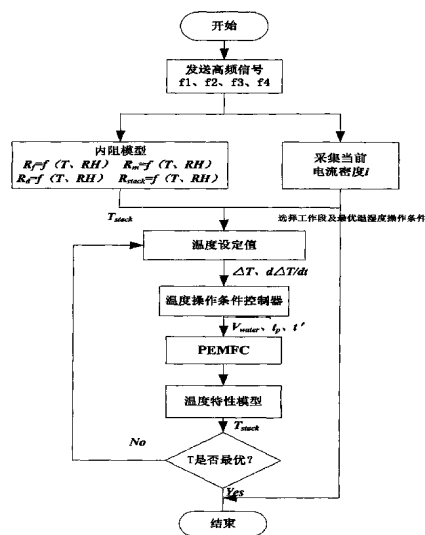 开始
发送高频信号
f1、f2、f3、f4
内阻模型
Rf=f（T、RH） Rm=f（T、RH）
Rd=f（T、RH） Rstack=f（T、RH）
采集当前
电流密度i
Tstack
选择工作段及最优温湿度操作条件
温度设定值
△T、d△T/dt
温度操作条件控制器
Vwater、tp、t′
PEMFC
温度特性模型
Tstack
No
T是否最优？
Yes
结束